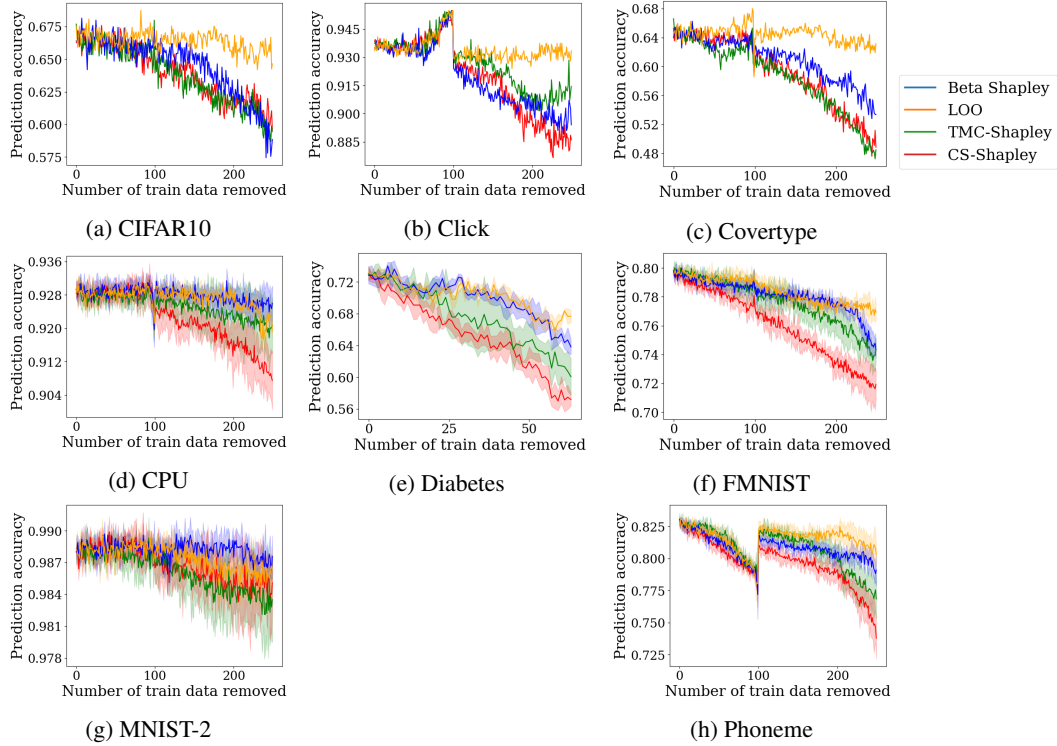 0.675
0.650
0.625
0.600
0.575
Prediction accuracy
0 100 200
Number of train data removed
(a) CIFAR10
0.945
0.930
0.915
0.900
0.885
Prediction accuracy
0 100 200
Number of train data removed
(b) Click
0.68
0.64
0.60
0.56
0.52
0.48
Prediction accuracy
0 100 200
Number of train data removed
(c) Covertype
Beta Shapley
LOO
TMC-Shapley
CS-Shapley
0.936
0.928
0.920
0.912
0.904
Prediction accuracy
0 100 200
Number of train data removed
(d) CPU
0.72
0.68
0.64
0.60
0.56
Prediction accuracy
0 25 50
Number of train data removed
(e) Diabetes
0.80
0.78
0.76
0.74
0.72
0.70
Prediction accuracy
0 100 200
Number of train data removed
(f) FMNIST
0.990
0.987
0.984
0.981
0.978
Prediction accuracy
0 100 200
Number of train data removed
(g) MNIST-2
0.825
0.800
0.775
0.750
0.725
Prediction accuracy
0 100 200
Number of train data removed
(h) Phoneme